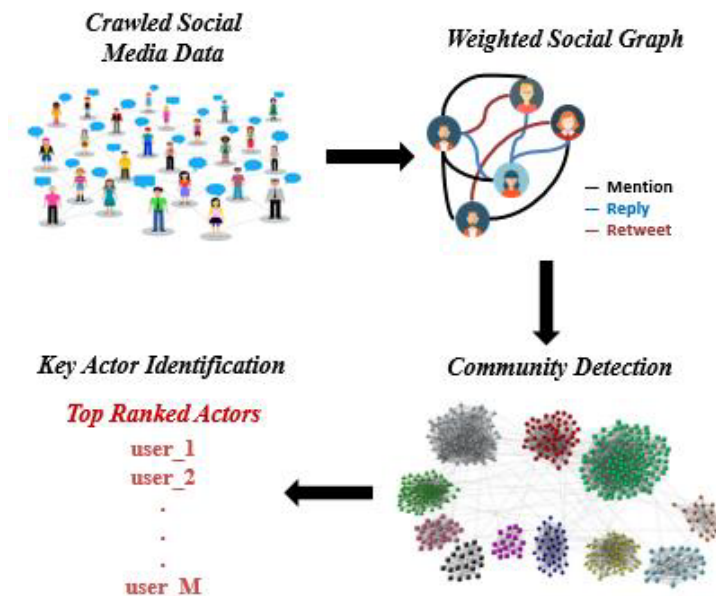 Crawled Social
Media Data
Weighted Social Graph
Mention
Reply
Retweet
Key Actor Identification
Top Ranked Actors
user_1
user_2
.
.
.
user_M
Community Detection